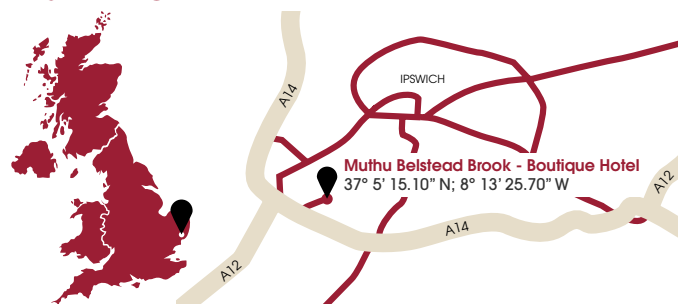 IPSWICH
A14
Muthu Belstead Brook - Boutique Hotel
37° 5' 15.10" N; 8° 13' 25.70" W
A12
A14
A12